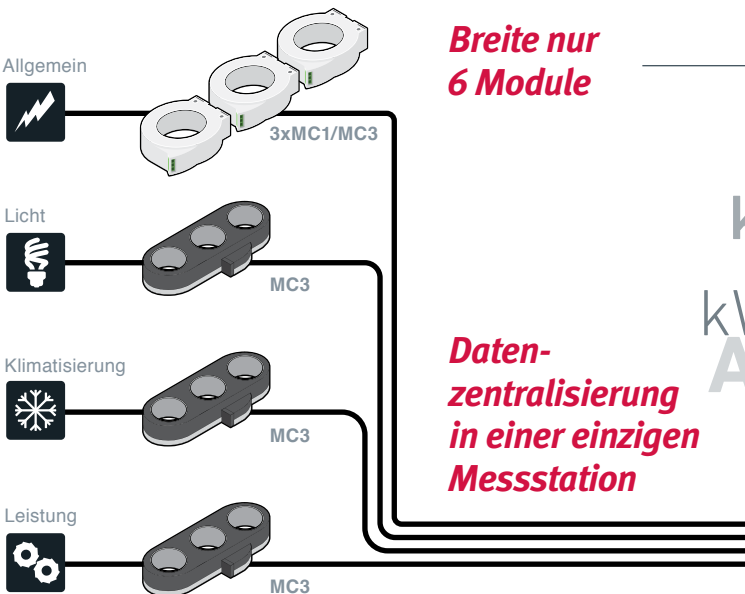 Allgemein
3xMC1/MC3
Licht
MC3
Klimatisierung
MC3
Leistung
MC3
Breite nur
6 Module
Daten-
zentralisierung
in einer einzigen
Messstation